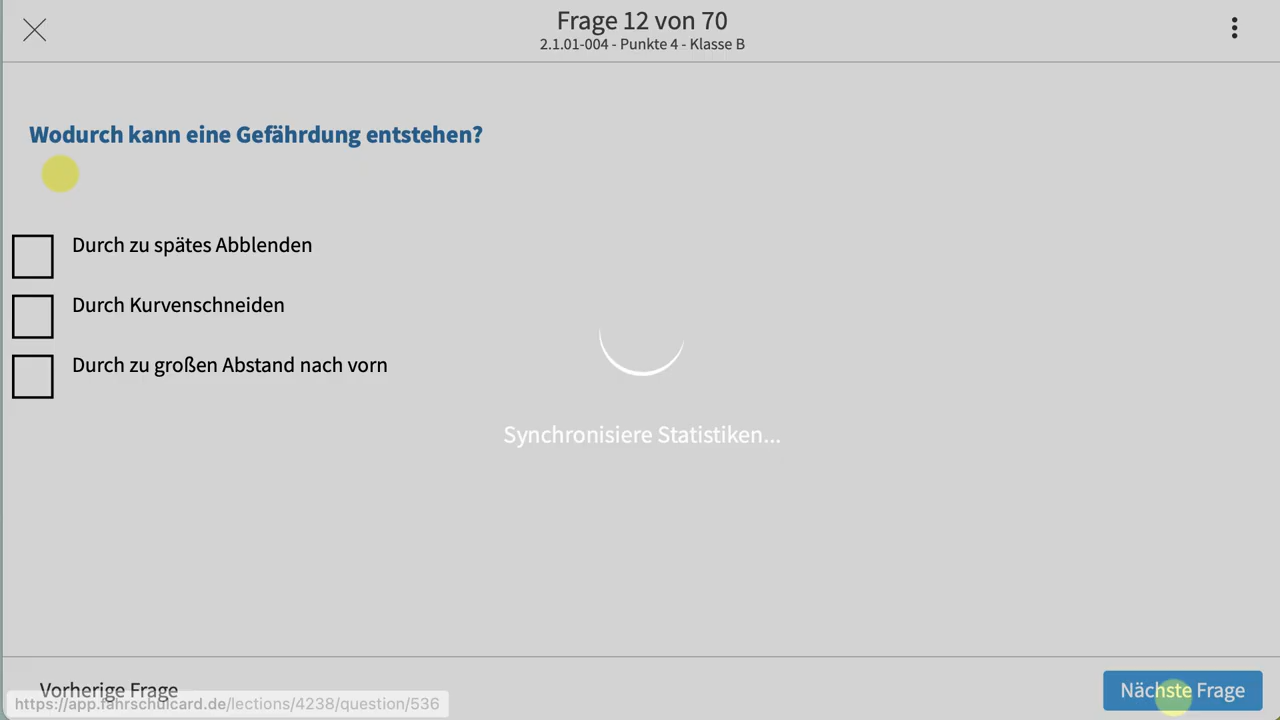 Frage 12 von 70
2.1.01-004 - Punkte 4 - Klasse B
Wodurch kann eine Gefährdung entstehen?
Durch zu spätes Abblenden
Durch Kurvenschneiden
Durch zu großen Abstand nach vorn
Synchronisiere Statistiken...
Vorherige Frage
Nächste Frage
https://app.fahrschulcard.de/lections/4238/question/536